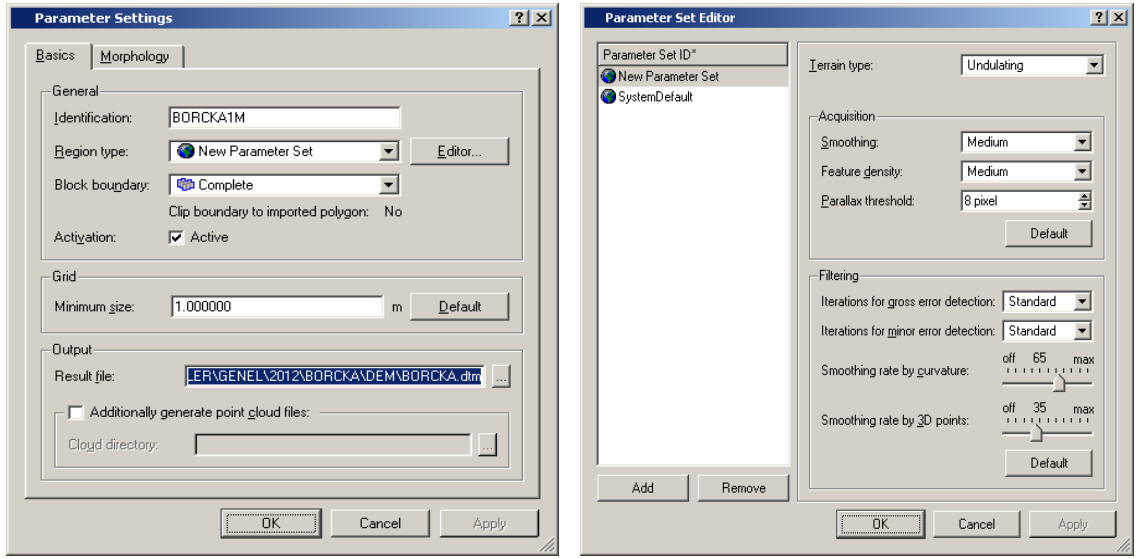 Parameter Settings
Basics
Morphology
General
Identification: BORCKA1M
Region type: New Parameter Set Editor...
Block boundary: Complete
Clip boundary to imported polygon: No
Activation: Active
Grid
Minimum size: 1.000000 m Default
Output
Result file: LER\GENEL\2012\BORCKA\DEM\BORCKA.dtm ...
Additionally generate point cloud files:
Cloud directory: ...
OK Cancel Apply
Parameter Set Editor
Parameter Set ID*
New Parameter Set
SystemDefault
Add Remove
Terrain type: Undulating
Acquisition
Smoothing: Medium
Feature density: Medium
Parallax threshold: 8 pixel
Default
Filtering
Iterations for gross error detection: Standard
Iterations for minor error detection: Standard
off 65 max
Smoothing rate by curvature:
off 35 max
Smoothing rate by 3D points:
Default
OK Cancel Apply